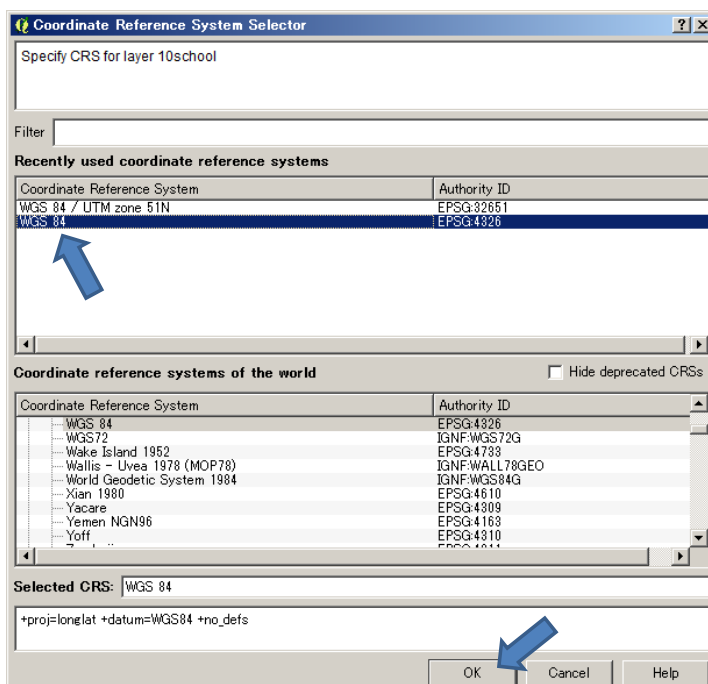 Coordinate Reference System Selector
Specify CRS for layer 10school
Filter
Recently used coordinate reference systems
Coordinate Reference System Authority ID
WGS 84 / UTM zone 51N EPSG:32651
WGS 84 EPSG:4326
Coordinate reference systems of the world Hide deprecated CRSs
Coordinate Reference System Authority ID
WGS 84 EPSG:4326
WGS72 IGNF:WGS72G
Wake Island 1952 EPSG:4733
Wallis - Uvea 1978 (MOP78) IGNF:WALL78GEO
World Geodetic System 1984 IGNF:WGS84G
Xian 1980 EPSG:4610
Yacare EPSG:4309
Yemen NGN96 EPSG:4163
Yoff EPSG:4310
Selected CRS: WGS 84
+proj=longlat +datum=WGS84 +no_defs
OK Cancel Help